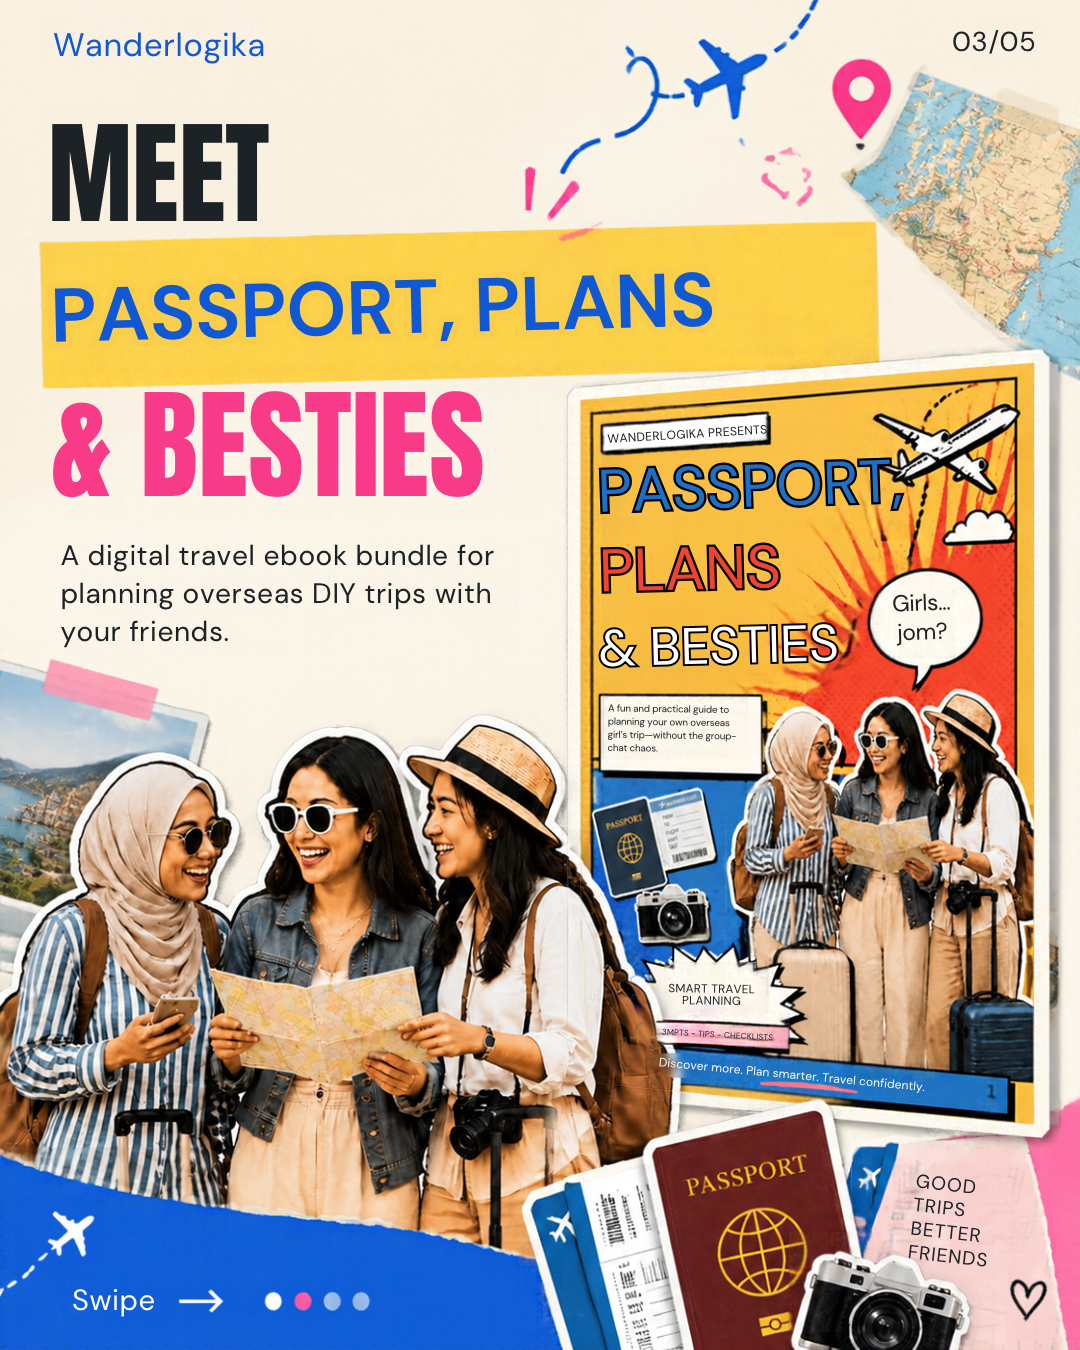 Wanderlogika
03/05
MEET
PASSPORT, PLANS
& BESTIES
A digital travel ebook bundle for
planning overseas DIY trips with
your friends.
WANDERLOGIKA PRESENTS
PASSPORT,
PLANS
& BESTIES
Girls...
jom?
A fun and practical guide to
planning your own overseas
girl's trip—without the group-
chat chaos.
PASSPORT
SMART TRAVEL
PLANNING
3MPTS - TIPS - CHECKLISTS
Discover more. Plan smarter. Travel confidently.
1
PASSPORT
GOOD
TRIPS
BETTER
FRIENDS
Swipe